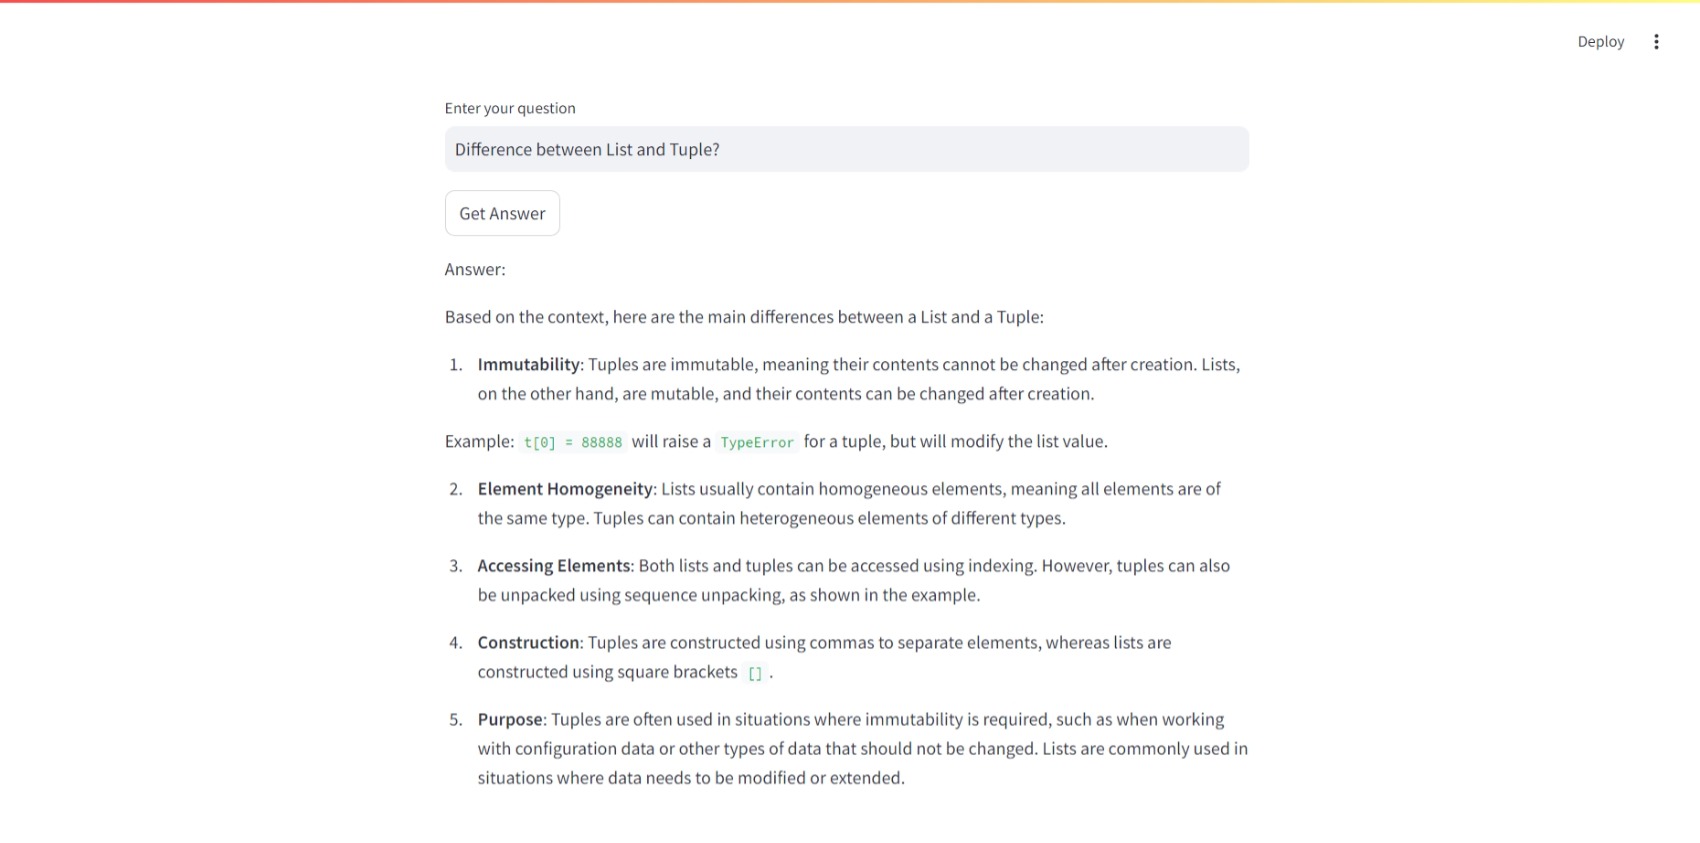 Deploy
Enter your question
Difference between List and Tuple?
Get Answer
Answer:
Based on the context, here are the main differences between a List and a Tuple:
1. Immutability: Tuples are immutable, meaning their contents cannot be changed after creation. Lists,
on the other hand, are mutable, and their contents can be changed after creation.
Example: t[0] = 88888 will raise a TypeError for a tuple, but will modify the list value.
2. Element Homogeneity: Lists usually contain homogeneous elements, meaning all elements are of
the same type. Tuples can contain heterogeneous elements of different types.
3. Accessing Elements: Both lists and tuples can be accessed using indexing. However, tuples can also
be unpacked using sequence unpacking, as shown in the example.
4. Construction: Tuples are constructed using commas to separate elements, whereas lists are
constructed using square brackets [] .
5. Purpose: Tuples are often used in situations where immutability is required, such as when working
with configuration data or other types of data that should not be changed. Lists are commonly used in
situations where data needs to be modified or extended.